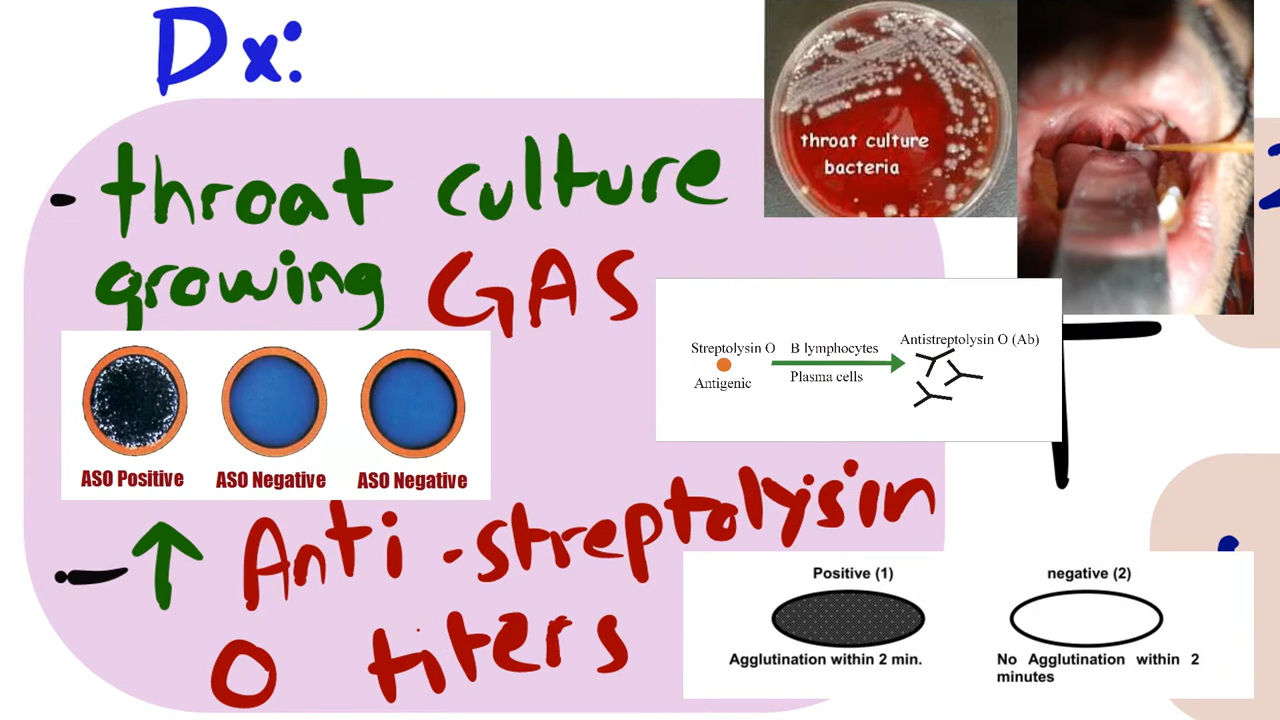 Dx:
throat culture
bacteria
- throat culture
growing GAS
Streptolysin O
Antigenic
B lymphocytes
Plasma cells
Antistreptolysin O (Ab)
ASO Positive
ASO Negative
ASO Negative
- ↑ Anti-streptolysin
O titers
Positive (1)
Agglutination within 2 min.
negative (2)
No Agglutination within 2
minutes